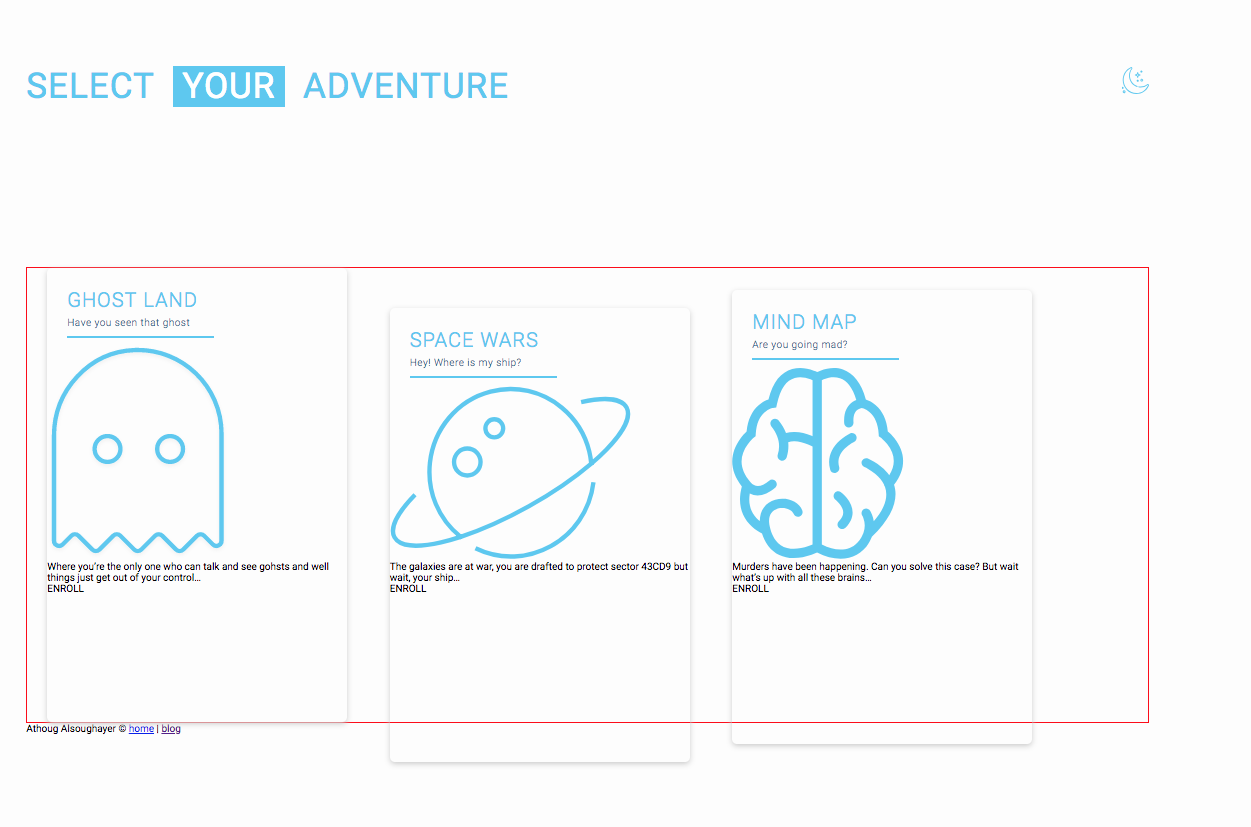 SELECT YOUR ADVENTURE
GHOST LAND
Have you seen that ghost
Where you’re the only one who can talk and see gohsts and well
things just get out of your control...
ENROLL
SPACE WARS
Hey! Where is my ship?
The galaxies are at war, you are drafted to protect sector 43CD9 but
wait, your ship...
ENROLL
MIND MAP
Are you going mad?
Murders have been happening. Can you solve this case? But wait
what’s up with all these brains...
ENROLL
Athoug Alsoughayer © home | blog